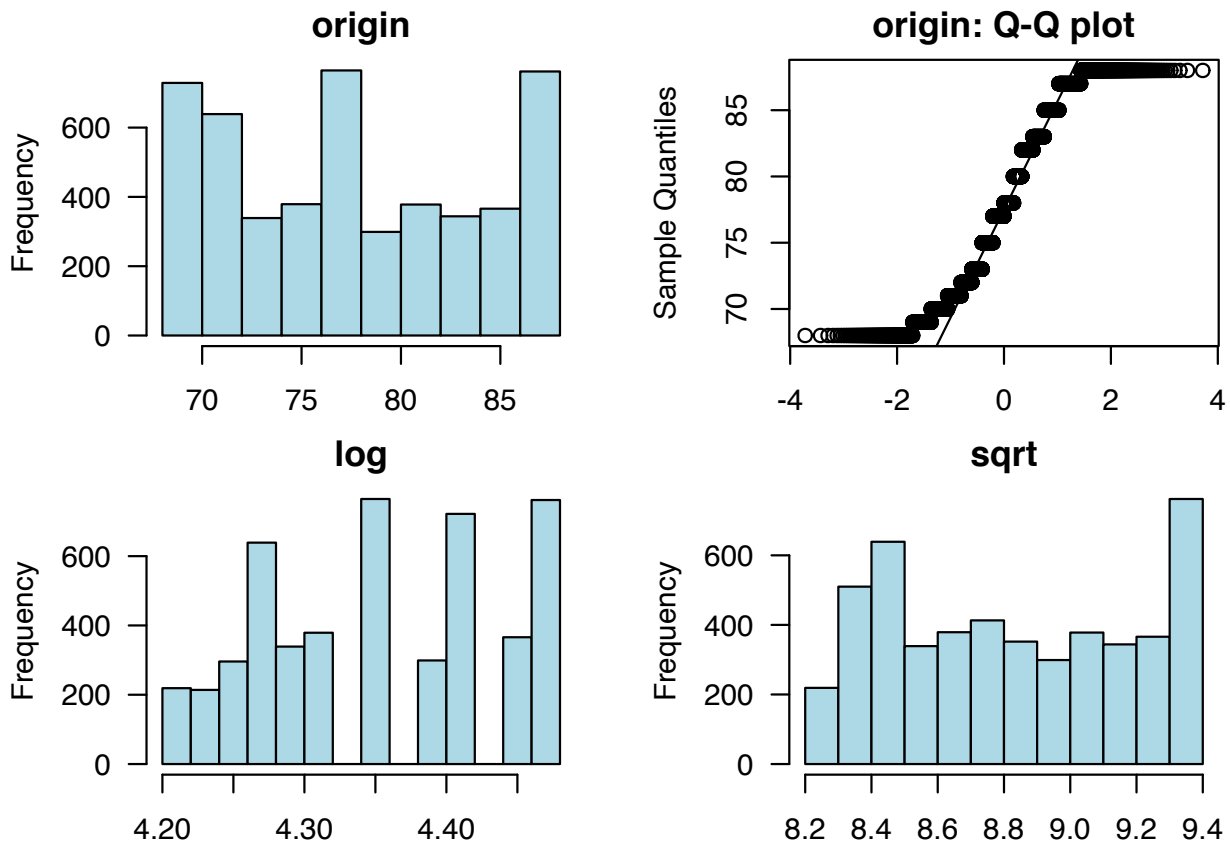 origin
Frequency
600
400
200
0
70 75 80 85
origin: Q-Q plot
Sample Quantiles
85
80
75
70
-4 -2 0 2 4
log
Frequency
600
400
200
0
4.20 4.30 4.40
sqrt
Frequency
600
400
200
0
8.2 8.4 8.6 8.8 9.0 9.2 9.4